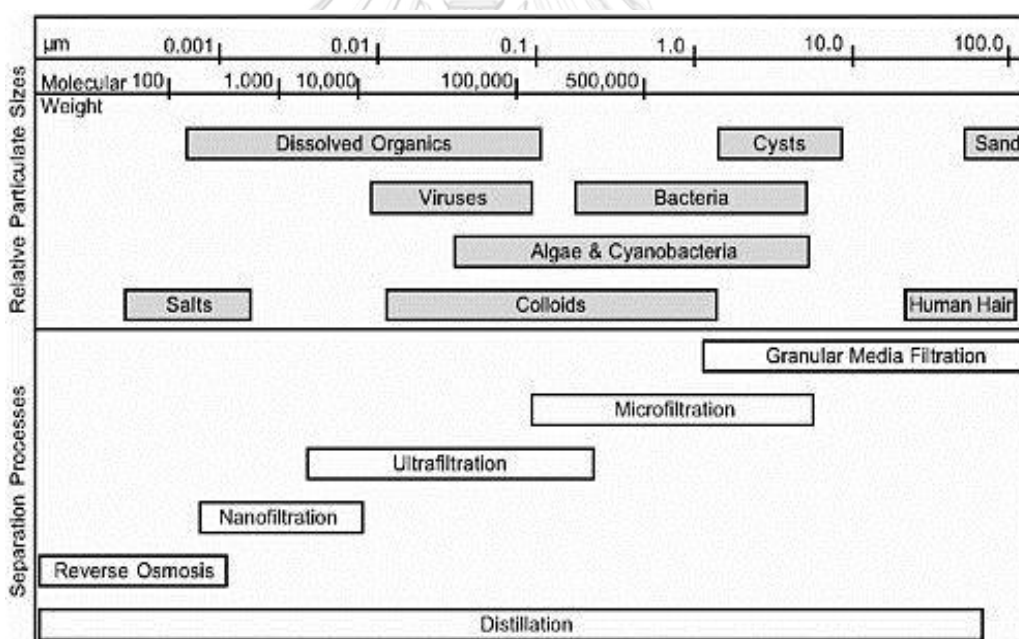 µm 0.001 0.01 0.1 1.0 10.0 100.0
Molecular 100 1.000 10,000 100,000 500,000
Weight
Relative Particulate Sizes
Dissolved Organics Cysts Sand
Viruses Bacteria
Algae & Cyanobacteria
Salts Colloids Human Hair
Separation Processes
Granular Media Filtration
Microfiltration
Ultrafiltration
Nanofiltration
Reverse Osmosis
Distillation